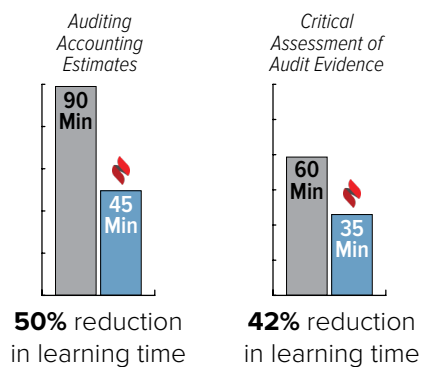 Auditing
Accounting
Estimates
90
Min
45
Min
50% reduction
in learning time
Critical
Assessment of
Audit Evidence
60
Min
35
Min
42% reduction
in learning time